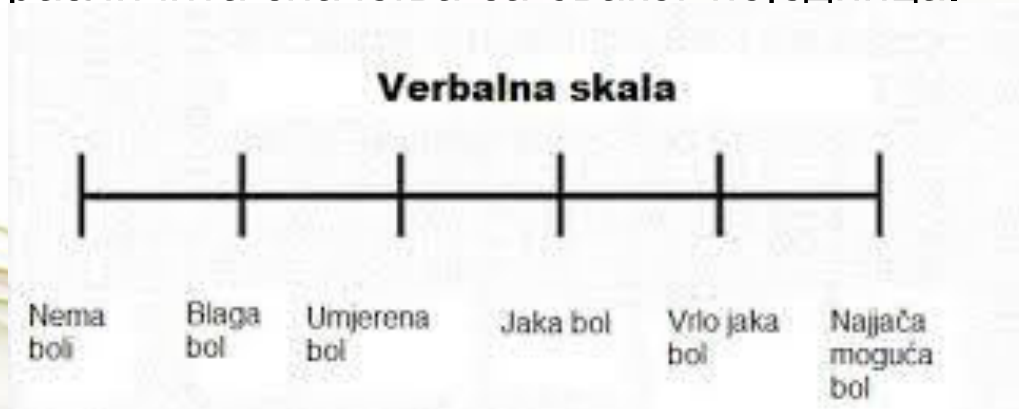 Verbalna skala
Nema
boli
Blaga
bol
Umjerena
bol
Jaka bol
Vrlo jaka
bol
Najjača
moguća
bol